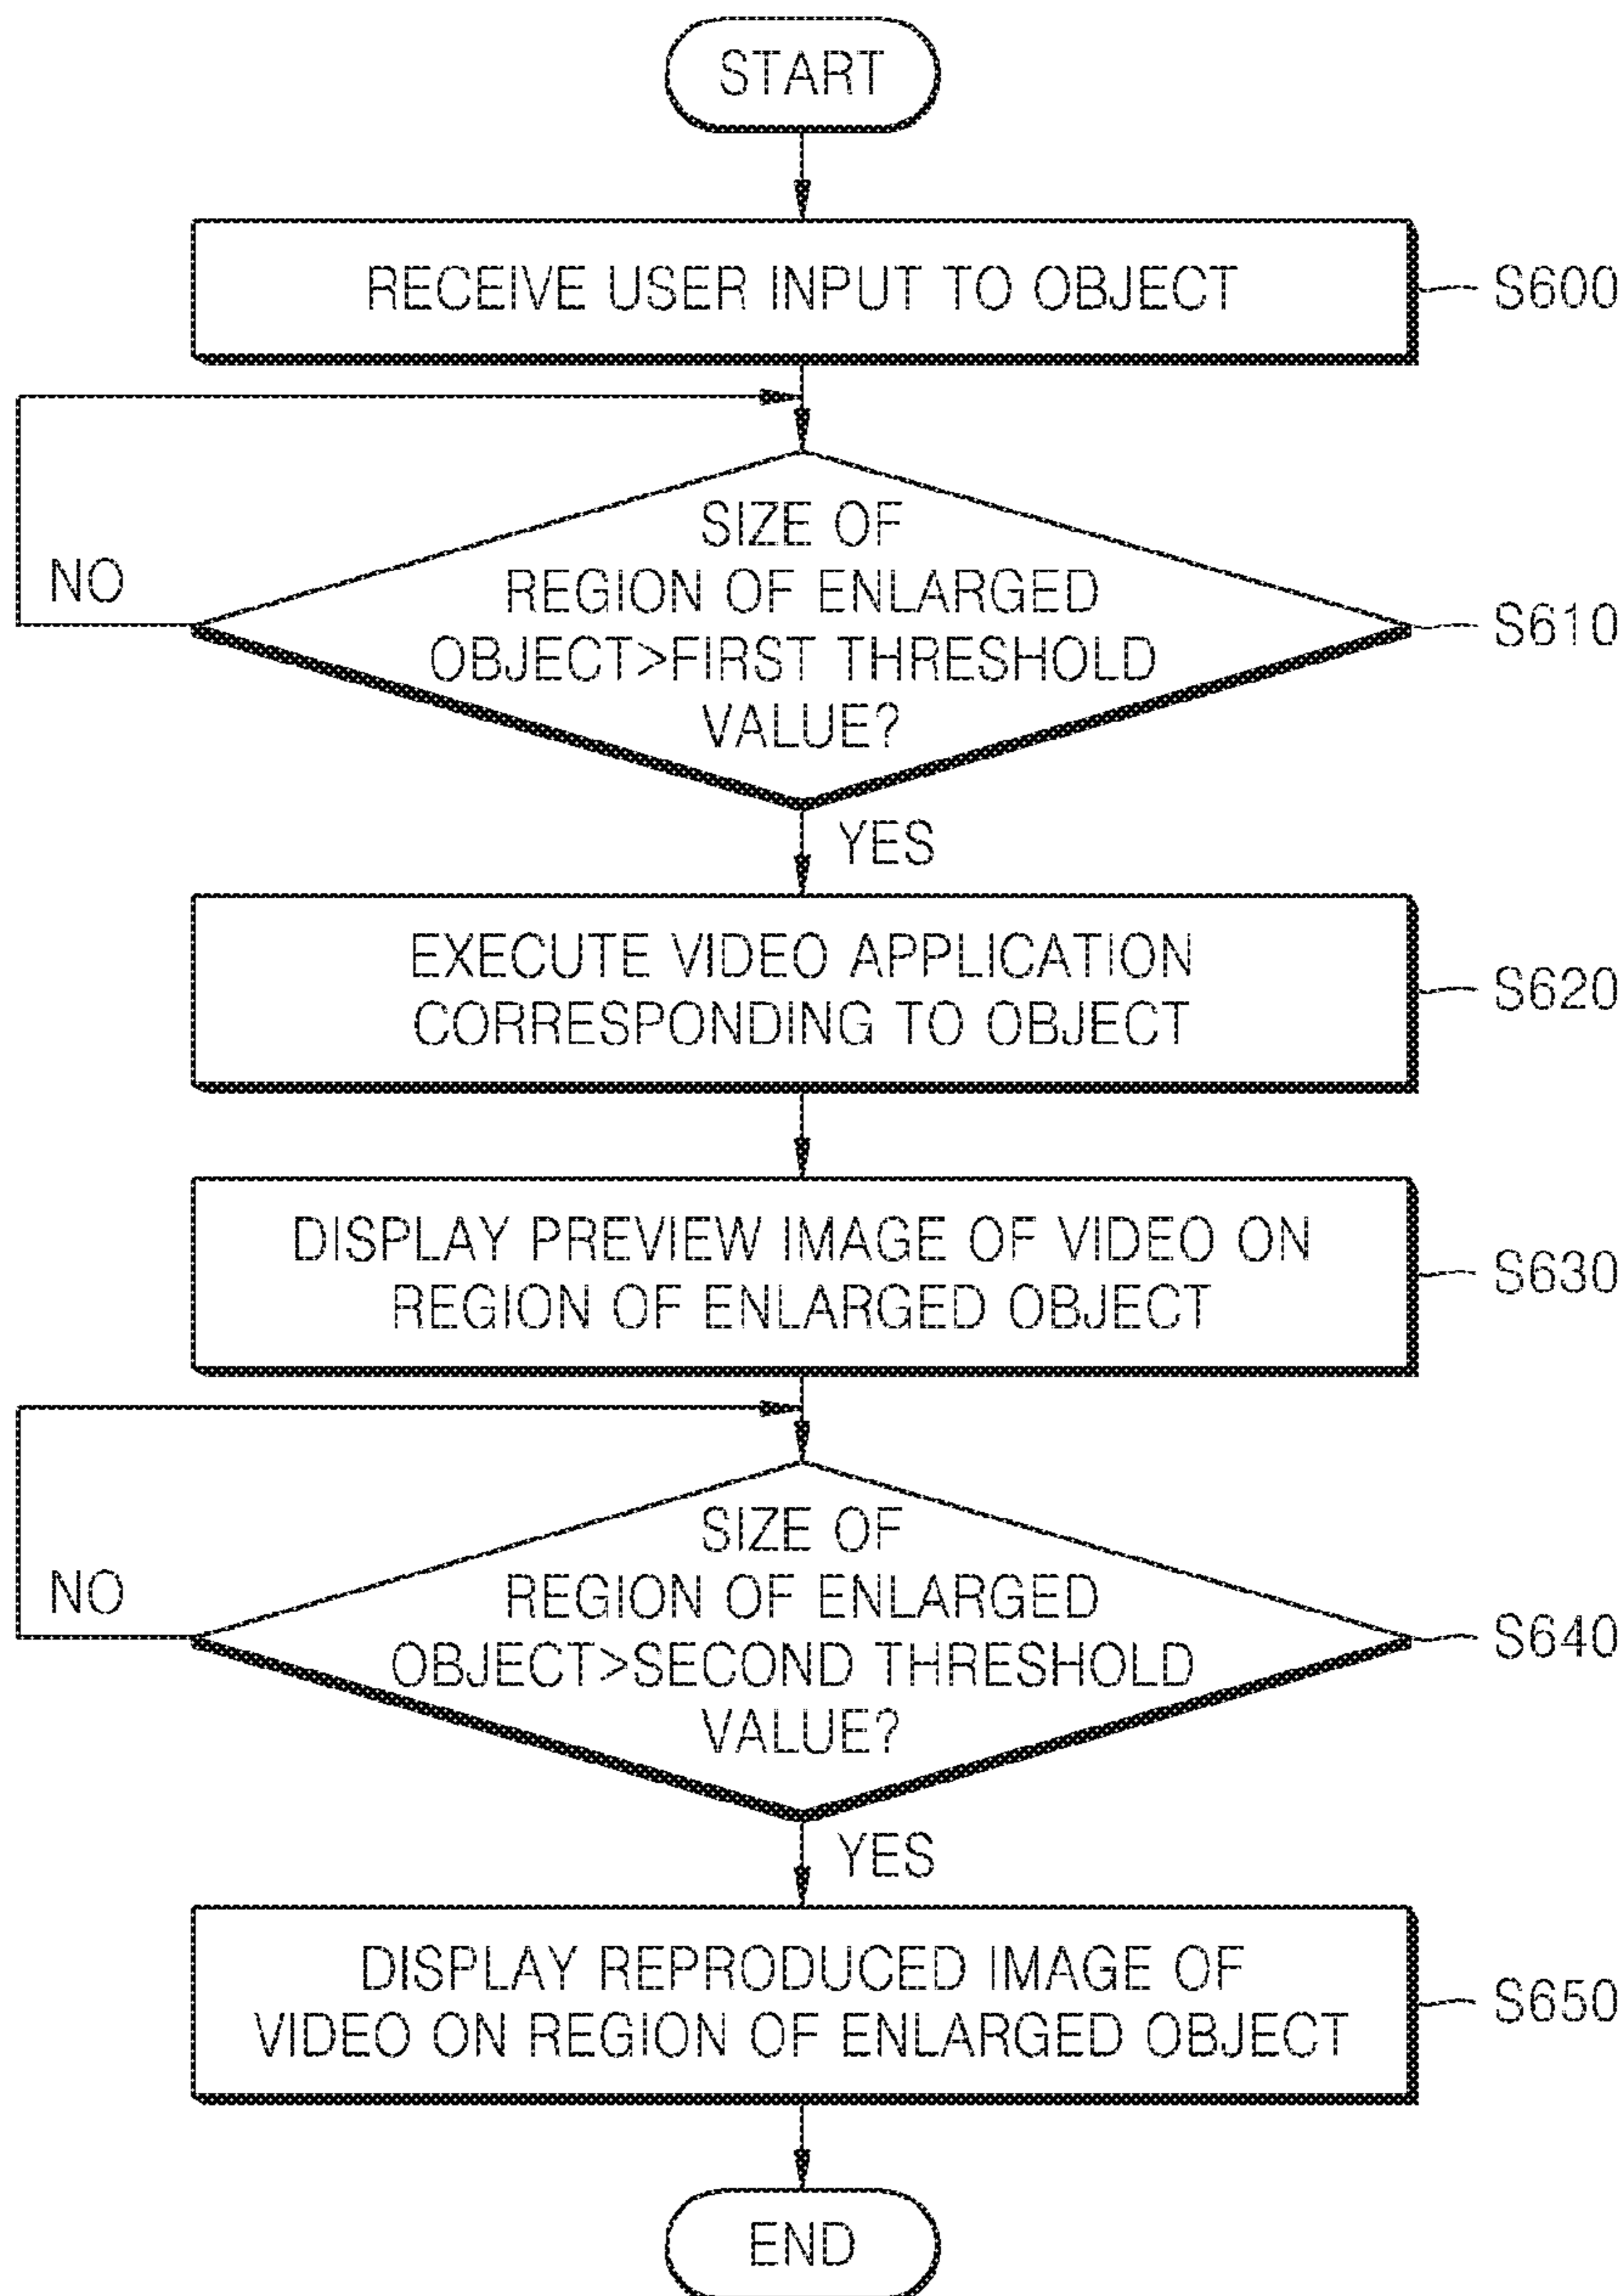 START
RECEIVE USER INPUT TO OBJECT
S600
SIZE OF
REGION OF ENLARGED
OBJECT>FIRST THRESHOLD
VALUE?
NO
S610
YES
EXECUTE VIDEO APPLICATION
CORRESPONDING TO OBJECT
S620
DISPLAY PREVIEW IMAGE OF VIDEO ON
REGION OF ENLARGED OBJECT
S630
SIZE OF
REGION OF ENLARGED
OBJECT>SECOND THRESHOLD
VALUE?
NO
S640
YES
DISPLAY REPRODUCED IMAGE OF
VIDEO ON REGION OF ENLARGED OBJECT
S650
END